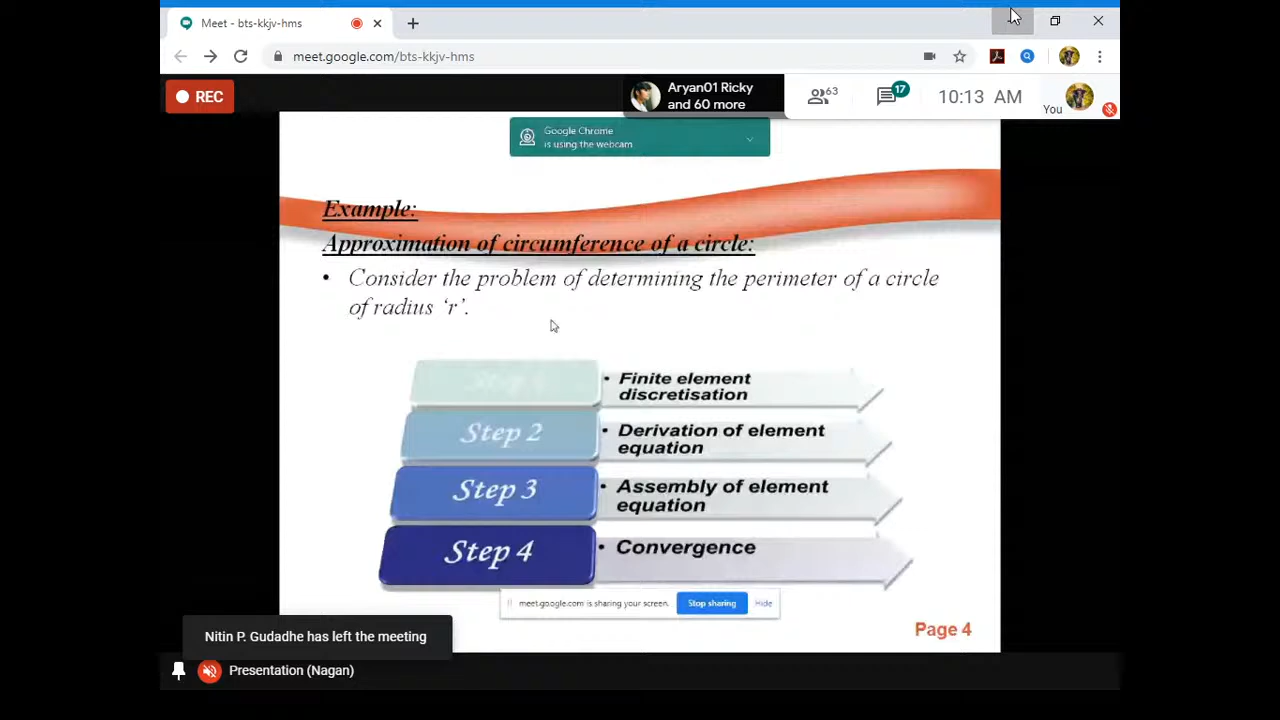 Meet - bts-kkjv-hms
meet.google.com/bts-kkjv-hms
REC
Aryan01 Ricky
and 60 more
63
17
10:13 AM
You
Google Chrome
is using the webcam
Example:
Approximation of circumference of a circle:
• Consider the problem of determining the perimeter of a circle
of radius ‘r’.
• Finite element
discretisation
Step 2
• Derivation of element
equation
Step 3
• Assembly of element
equation
Step 4
• Convergence
meet.google.com is sharing your screen.
Stop sharing
Hide
Page 4
Nitin P. Gudadhe has left the meeting
Presentation (Nagan)